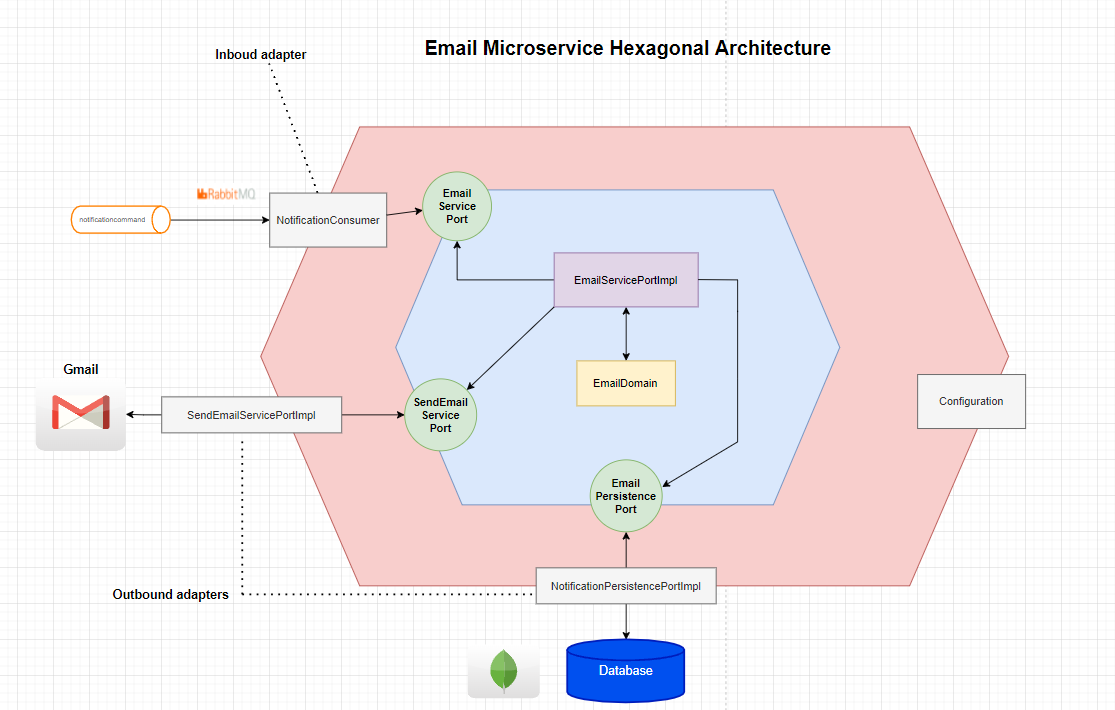 Email Microservice Hexagonal Architecture
Inboud adapter
RabbitMQ
notificationcommand
NotificationConsumer
Email
Service
Port
EmailServicePortImpl
EmailDomain
Gmail
SendEmailServicePortImpl
SendEmail
Service
Port
Configuration
Email
Persistence
Port
NotificationPersistencePortImpl
Outbound adapters
Database